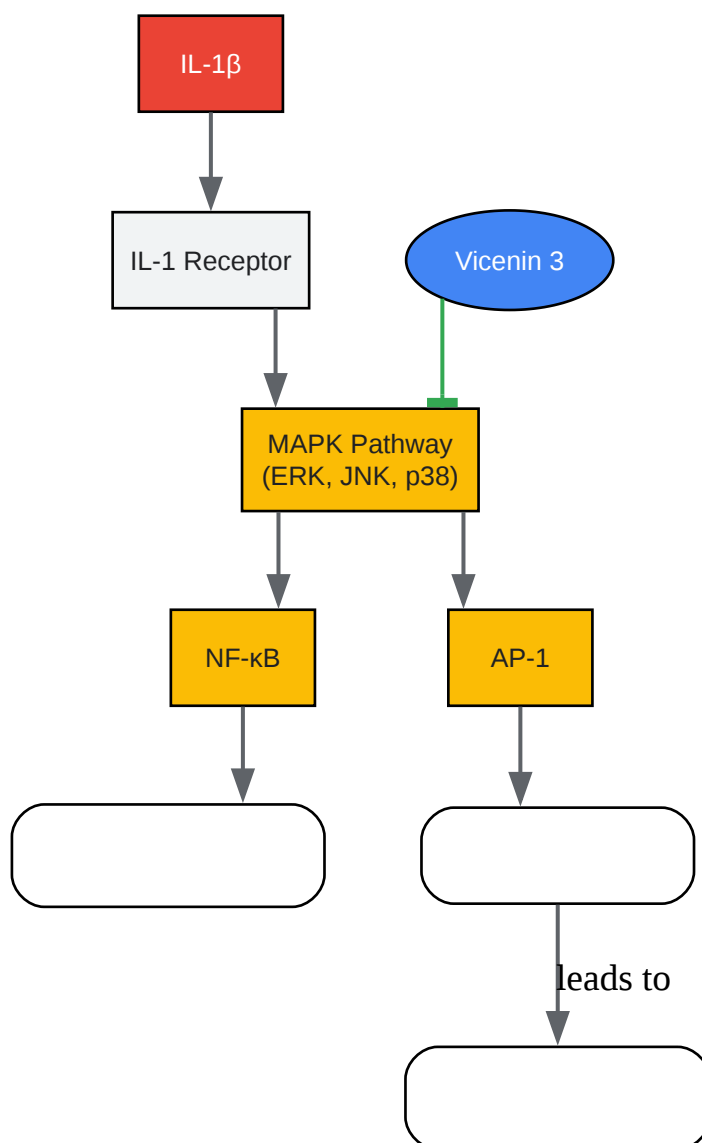 IL-1β
IL-1 Receptor
Vicenin 3
MAPK Pathway
(ERK, JNK, p38)
NF-κB
AP-1
leads to